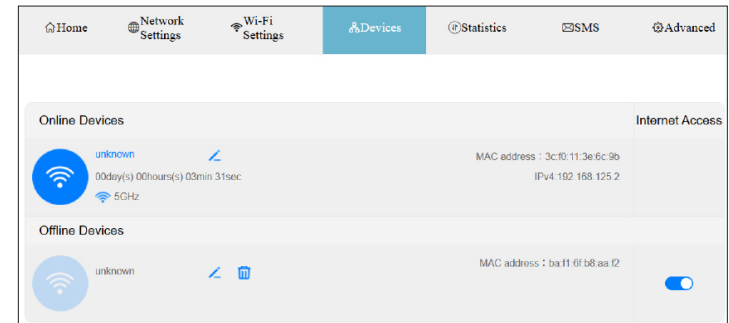 Home
Network
Settings
Wi-Fi
Settings
Devices
Statistics
SMS
Advanced
Online Devices
Internet Access
unknown
MAC address：3c:f0:11:3e:6c:9b
00day(s) 00hours(s) 03min 31sec
IPv4:192.168.125.2
5GHz
Offline Devices
unknown
MAC address：ba:f1:6f:b8:aa:f2